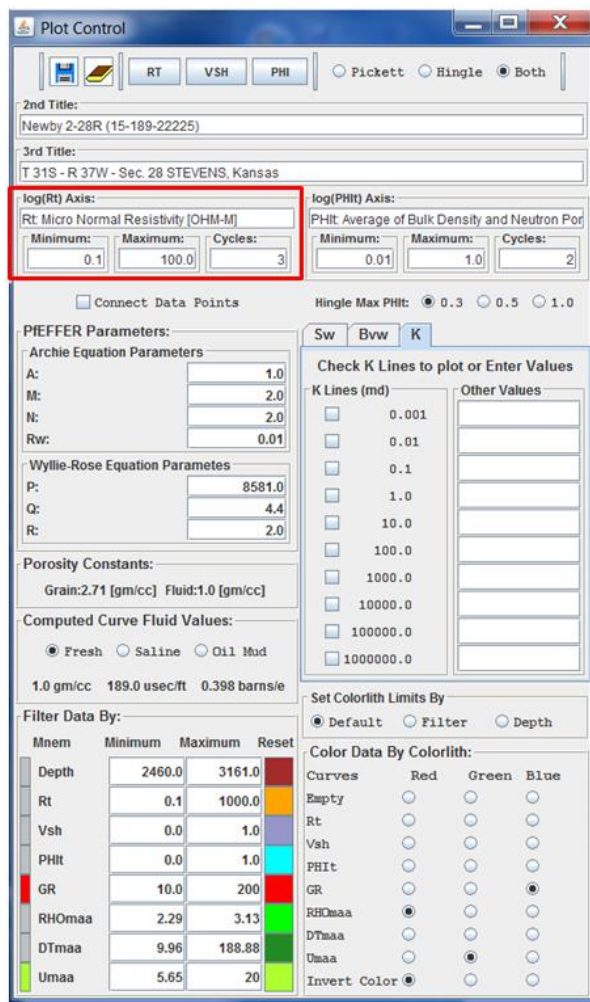 Plot Control
RT VSH PHI Pickett Hingle Both
2nd Title:
Newby 2-28R (15-189-22225)
3rd Title:
T 31S - R 37W - Sec. 28 STEVENS, Kansas
log(Rt) Axis:
Rt: Micro Normal Resistivity [OHM-M]
Minimum: Maximum: Cycles:
0.1 100.0 3
log(PHIt) Axis:
PHIt: Average of Bulk Density and Neutron Por
Minimum: Maximum: Cycles:
0.01 1.0 2
Connect Data Points
Hingle Max PHIt: 0.3 0.5 1.0
PfEFFER Parameters:
Archie Equation Parameters
A: 1.0
M: 2.0
N: 2.0
Rw: 0.01
Wyllie-Rose Equation Parametes
P: 8581.0
Q: 4.4
R: 2.0
Porosity Constants:
Grain:2.71 [gm/cc] Fluid:1.0 [gm/cc]
Computed Curve Fluid Values:
Fresh Saline Oil Mud
1.0 gm/cc 189.0 usec/ft 0.398 barns/e
Filter Data By:
Mnem Minimum Maximum Reset
Depth 2460.0 3161.0
Rt 0.1 1000.0
Vsh 0.0 1.0
PHIt 0.0 1.0
GR 10.0 200
RHOmaa 2.29 3.13
DTmaa 9.96 188.88
Umaa 5.65 20
Sw Bvw K
Check K Lines to plot or Enter Values
K Lines (md) Other Values
0.001
0.01
0.1
1.0
10.0
100.0
1000.0
10000.0
100000.0
1000000.0
Set Colorlith Limits By
Default Filter Depth
Color Data By Colorlith:
Curves Red Green Blue
Empty
Rt
Vsh
PHIt
GR
RHOmaa
DTmaa
Umaa
Invert Color